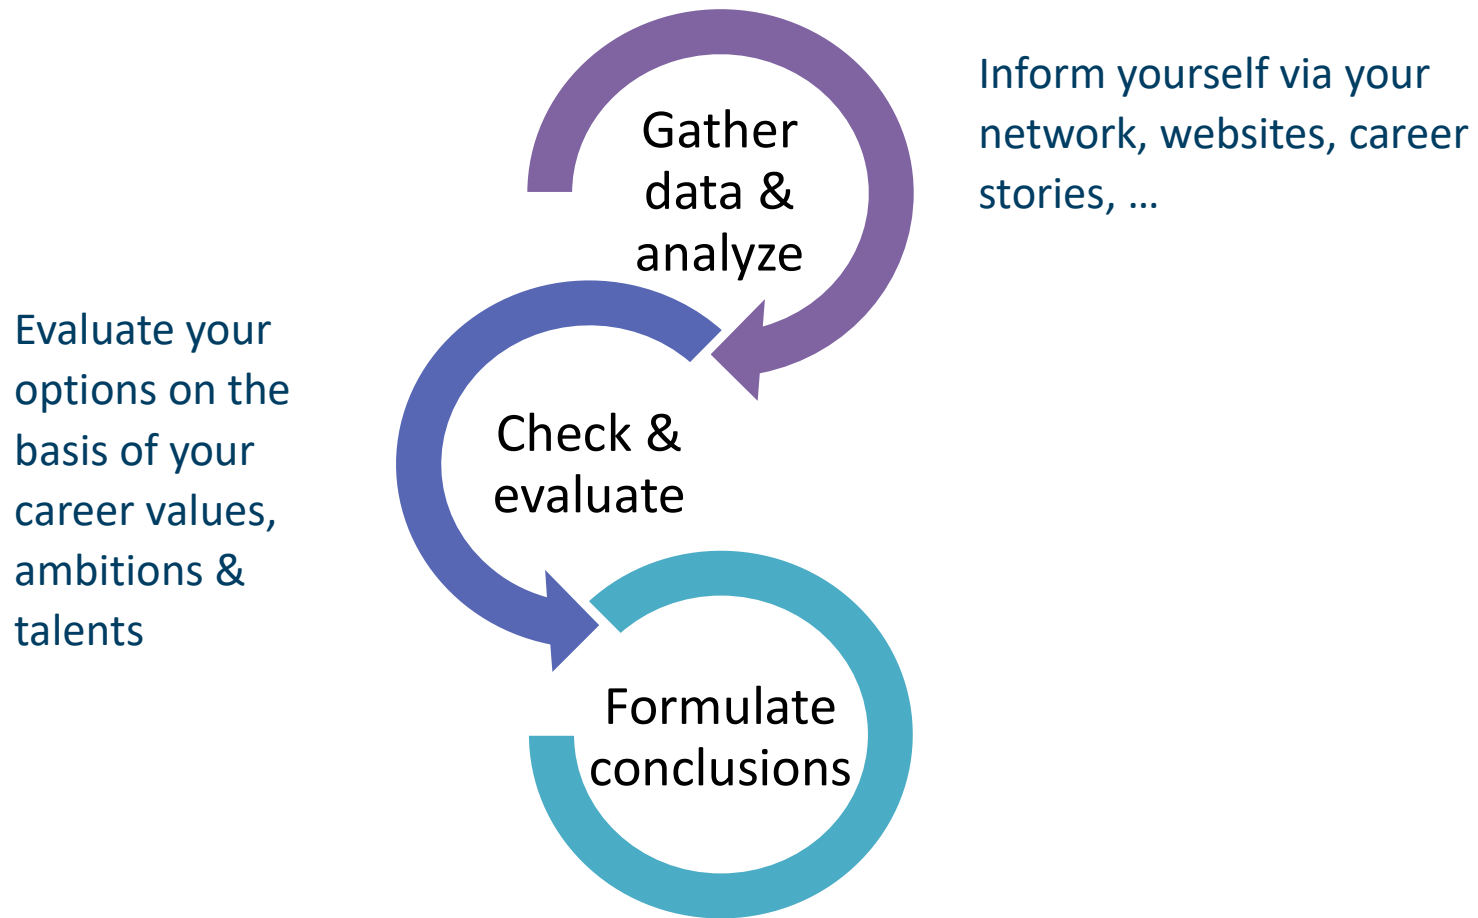 Gather
data &
analyze
Inform yourself via your
network, websites, career
stories, …
Evaluate your
options on the
basis of your
career values,
ambitions &
talents
Check &
evaluate
Formulate
conclusions